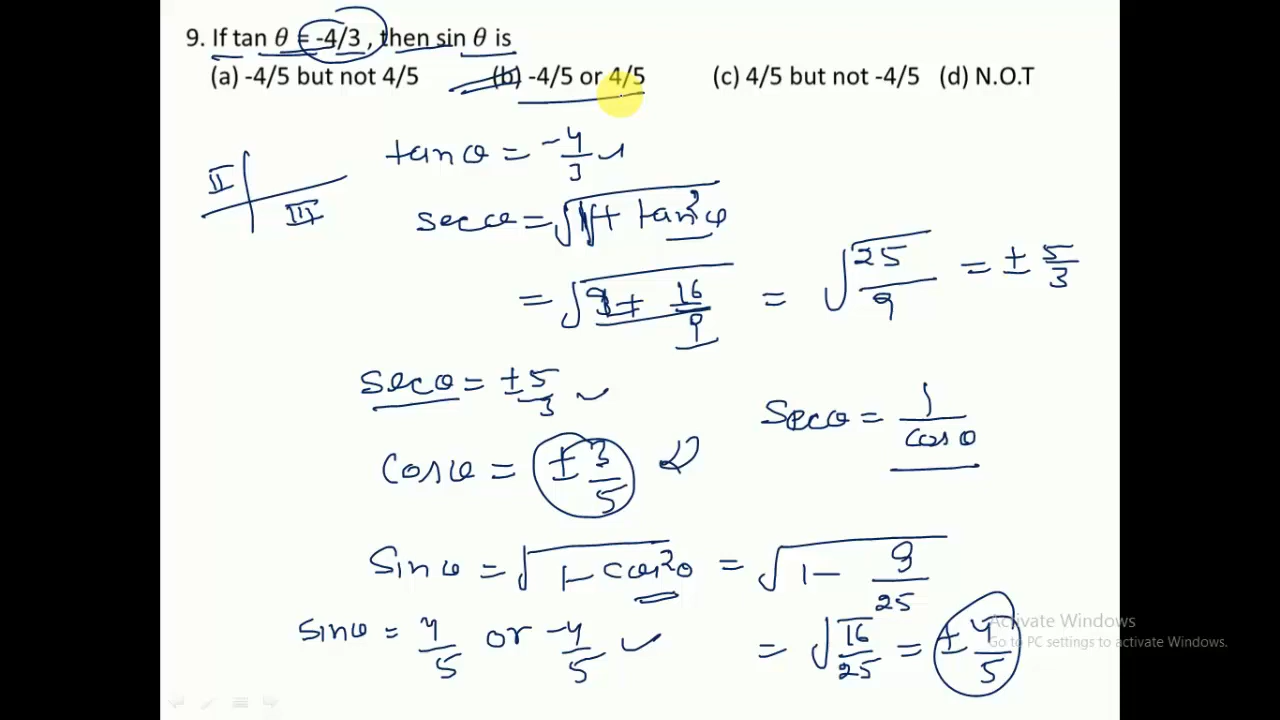 9. If tan θ = -4/3 , then sin θ is
(a) -4/5 but not 4/5 (b) -4/5 or 4/5 (c) 4/5 but not -4/5 (d) N.O.T
II
III
tanθ = -4/3
secθ = √1+ tan²θ
= √1+ 16/9 = √25/9 = ± 5/3
secθ = ±5/3
secθ = 1/cosθ
cosθ = ± 3/5
Sinθ = √1-cos²θ = √1- 9/25
= √16/25 = ± 4/5
sinθ = 4/5 or -4/5
Activate Windows
Go to PC settings to activate Windows.